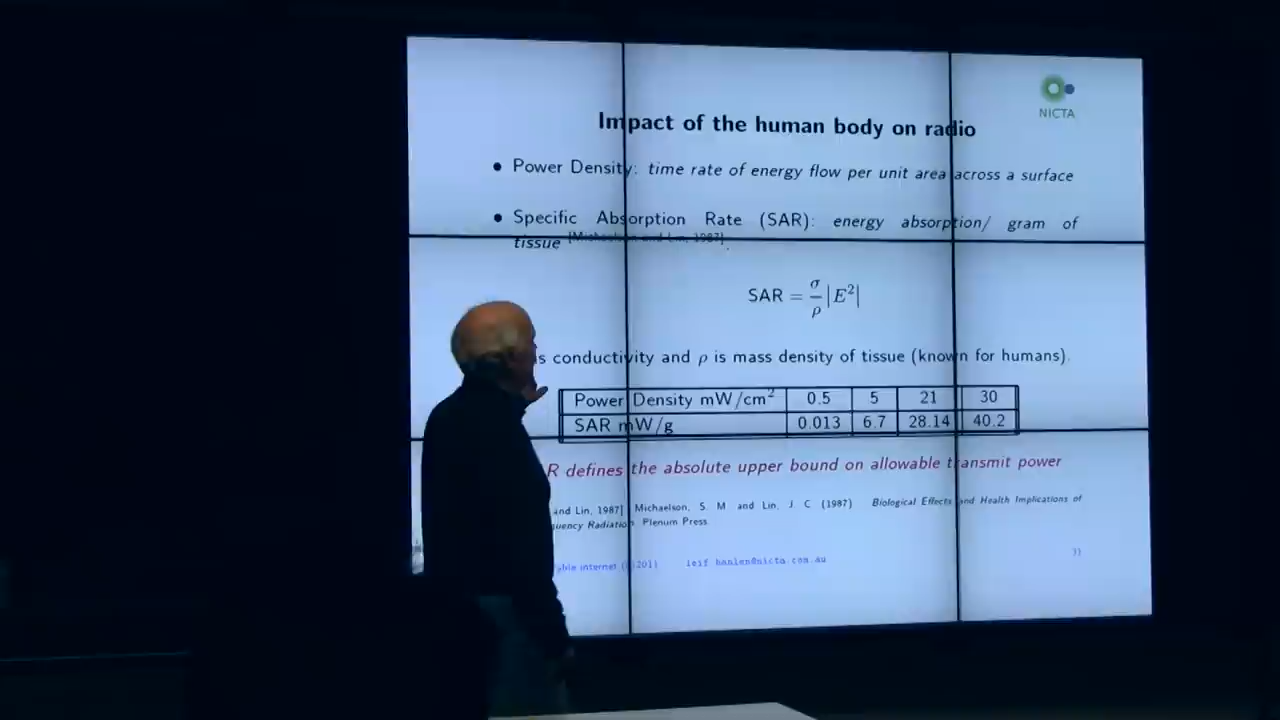 NICTA
Impact of the human body on radio
• Power Density: time rate of energy flow per unit area across a surface
• Specific Absorption Rate (SAR): energy absorption/ gram of
tissue [Michaelson and Lin, 1987].
SAR = σ/ρ |E²|
is conductivity and ρ is mass density of tissue (known for humans).
Power Density mW/cm² 0.5 5 21 30
SAR mW/g 0.013 6.7 28.14 40.2
R defines the absolute upper bound on allowable transmit power
and Lin, 1987] Michaelson, S. M and Lin, J. C (1987) Biological Effects and Health Implications of
quency Radiation. Plenum Press
able internet leif hanlen@nicta.com.au